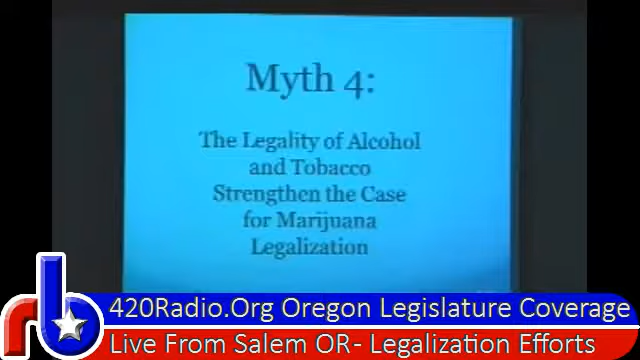 Myth 4:
The Legality of Alcohol
and Tobacco
Strengthen the Case
for Marijuana
Legalization
420Radio.Org Oregon Legislature Coverage
Live From Salem OR- Legalization Efforts